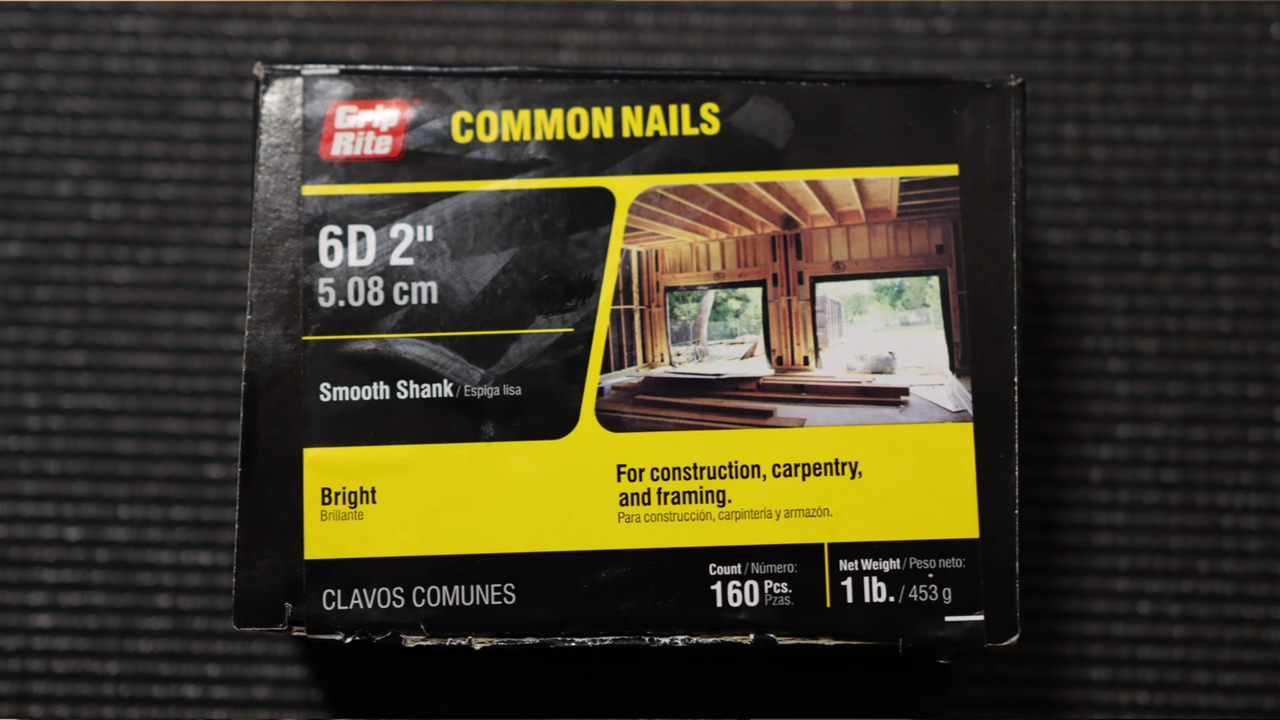 Grip Rite
COMMON NAILS
6D 2"
5.08 cm
Smooth Shank / Espiga lisa
Bright
Brillante
For construction, carpentry,
and framing.
Para construcción, carpintería y armazón.
CLAVOS COMUNES
Count / Número:
160 Pcs.
Pzas.
Net Weight / Peso neto:
1 lb. / 453 g